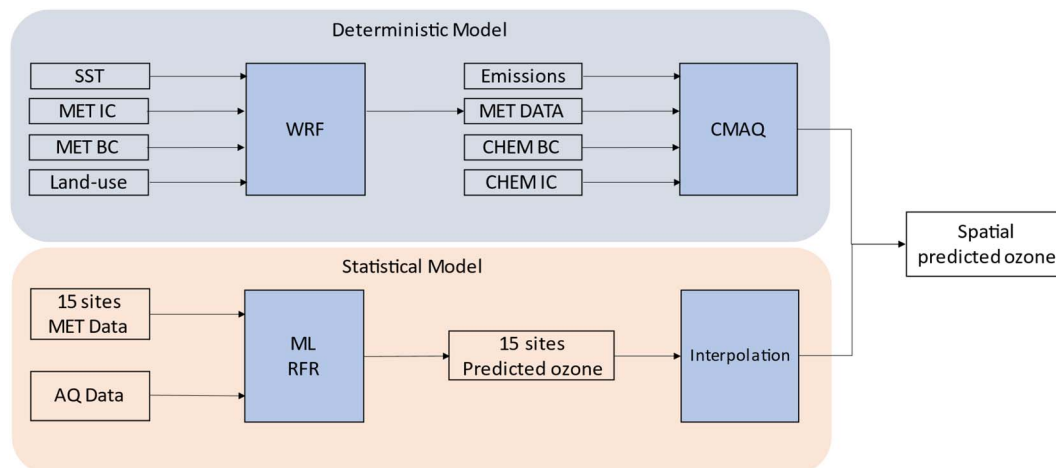 Deterministic Model
SST
MET IC
MET BC
Land-use
WRF
Emissions
MET DATA
CHEM BC
CHEM IC
CMAQ
Spatial
predicted ozone
Statistical Model
15 sites
MET Data
AQ Data
ML
RFR
15 sites
Predicted ozone
Interpolation